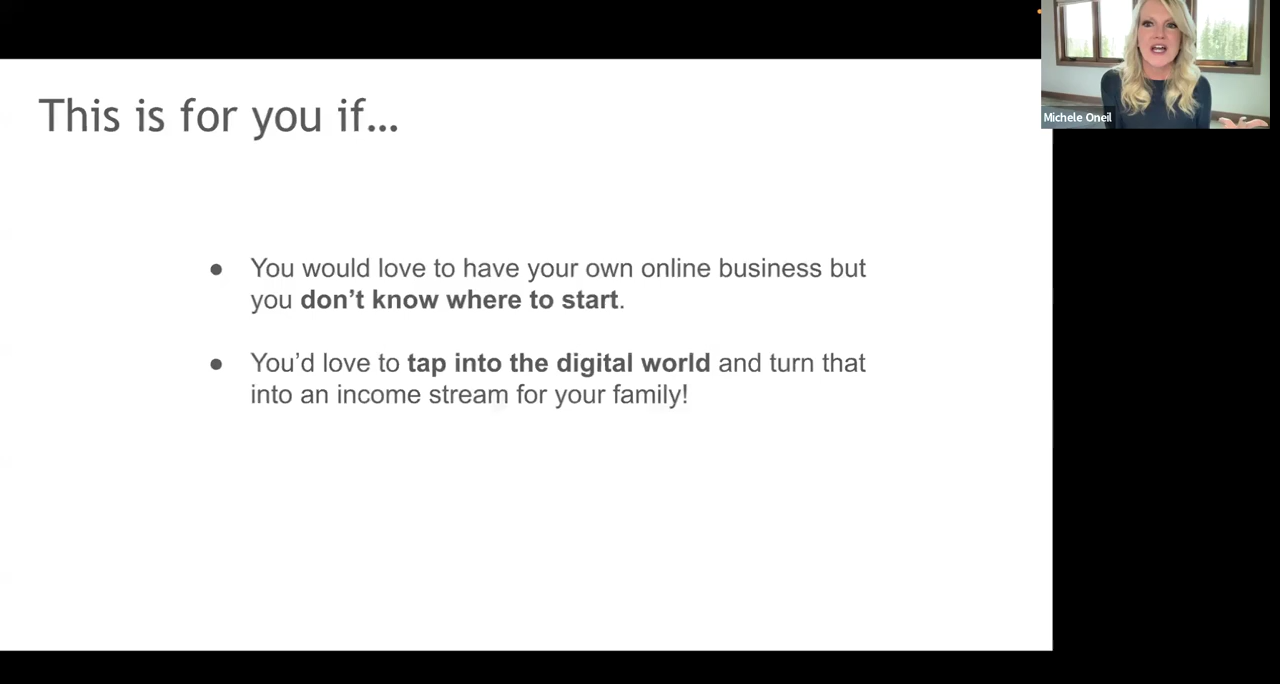 This is for you if...
Michele Oneil
● You would love to have your own online business but
you don’t know where to start.
● You’d love to tap into the digital world and turn that
into an income stream for your family!